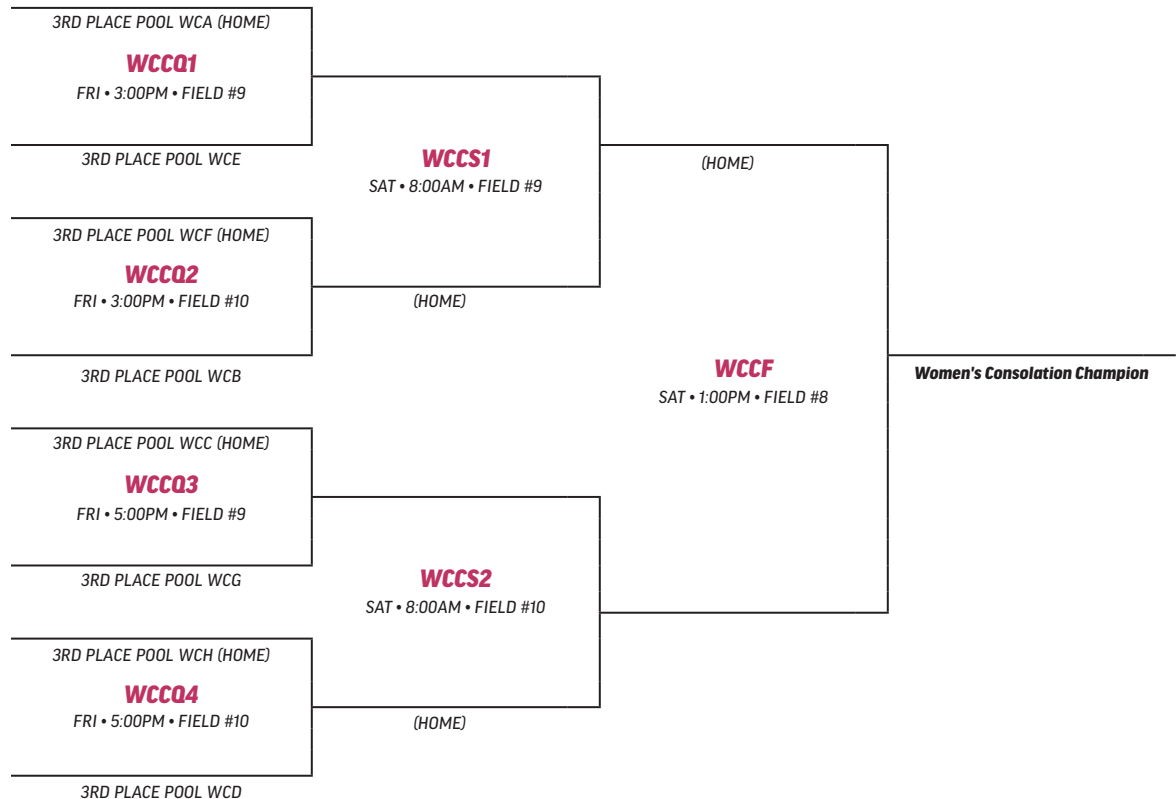 3RD PLACE POOL WCA (HOME)
WCCQ1
FRI • 3:00PM • FIELD #9
3RD PLACE POOL WCE
WCCS1
SAT • 8:00AM • FIELD #9
(HOME)
3RD PLACE POOL WCF (HOME)
WCCQ2
FRI • 3:00PM • FIELD #10
(HOME)
3RD PLACE POOL WCB
WCCF
SAT • 1:00PM • FIELD #8
Women's Consolation Champion
3RD PLACE POOL WCC (HOME)
WCCQ3
FRI • 5:00PM • FIELD #9
3RD PLACE POOL WCG
WCCS2
SAT • 8:00AM • FIELD #10
3RD PLACE POOL WCH (HOME)
WCCQ4
FRI • 5:00PM • FIELD #10
(HOME)
3RD PLACE POOL WCD